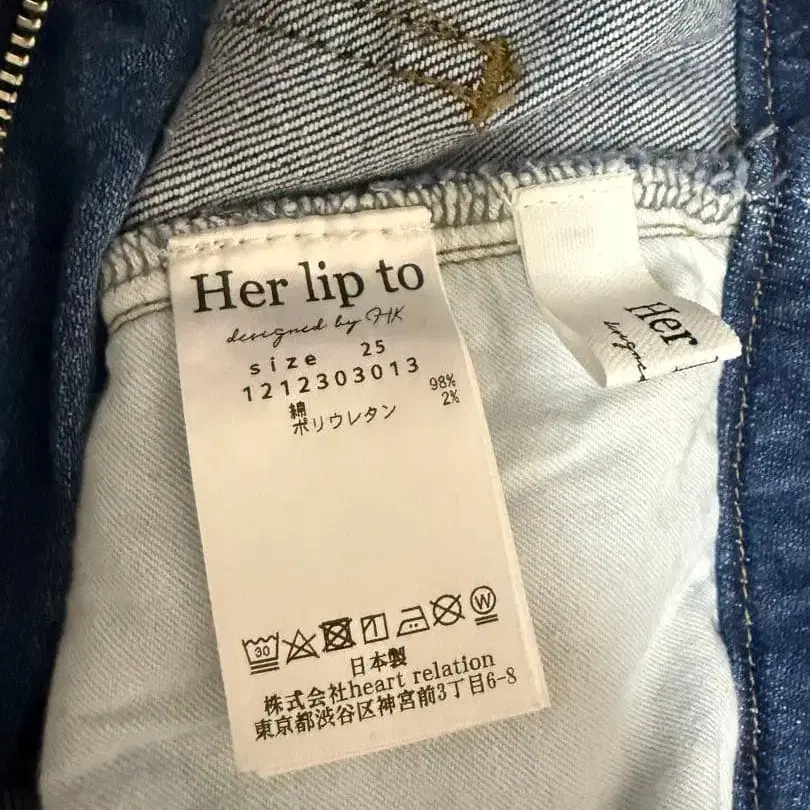 Her lip to
designed by HK
size 25
1212303013
綿 98%
ポリウレタン 2%
30
W
日本製
株式会社heart relation
東京都渋谷区神宮前3丁目6-8
Her